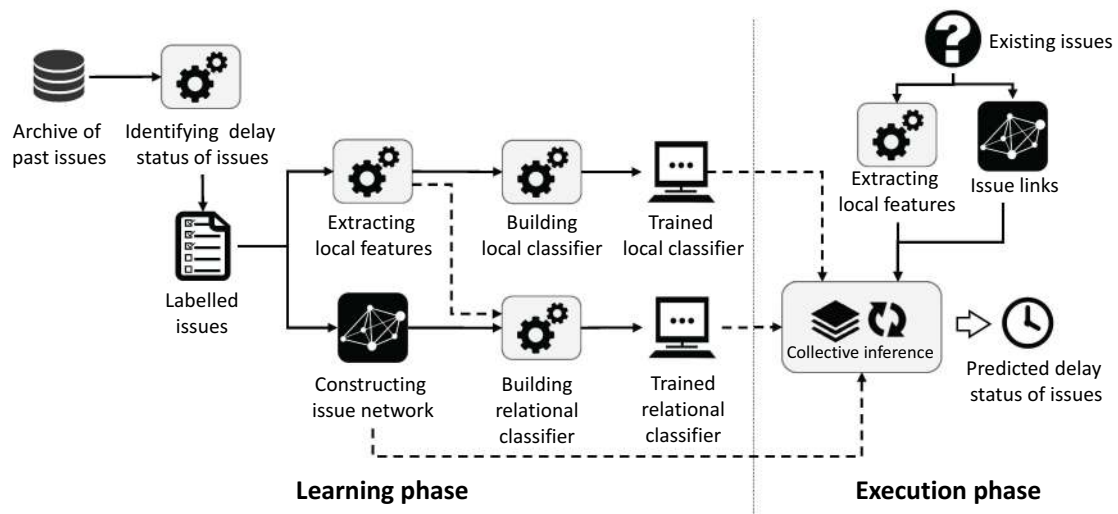 Existing issues
Archive of
past issues
Identifying delay
status of issues
Extracting
local features
Building
local classifier
Trained
local classifier
Extracting
local features
Issue links
Labelled
issues
Constructing
issue network
Building
relational
classifier
Trained
relational
classifier
Collective inference
Predicted delay
status of issues
Learning phase
Execution phase